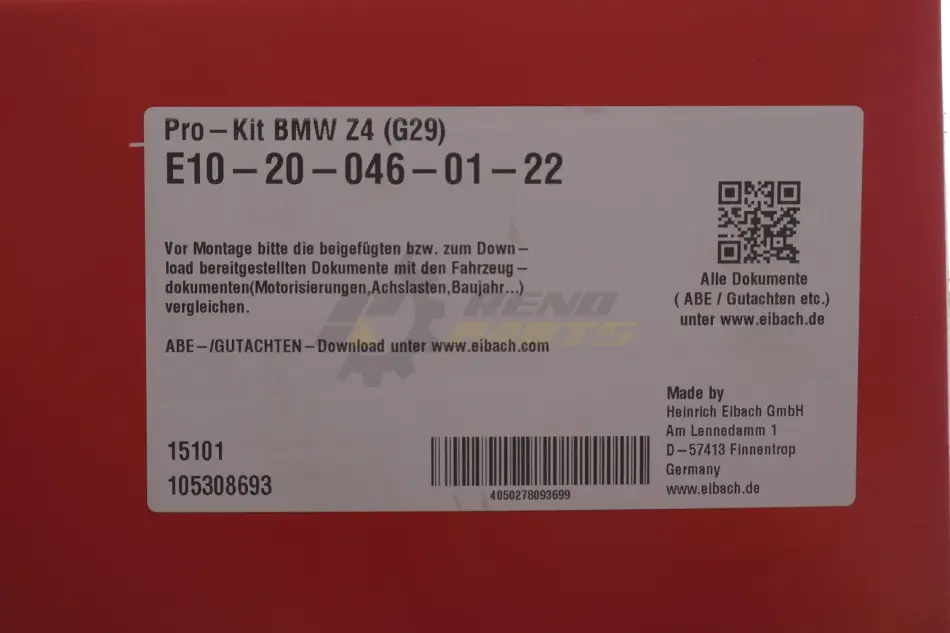 Pro-Kit BMW Z4 (G29)
E10-20-046-01-22
Vor Montage bitte die beigefügten bzw. zum Down-
load bereitgestellten Dokumente mit den Fahrzeug-
dokumenten(Motorisierungen,Achslasten,Baujahr...)
vergleichen.
ABE-/GUTACHTEN-Download unter www.eibach.com
Alle Dokumente
( ABE / Gutachten etc.)
unter www.eibach.de
RENO
PARTS
15101
105308693
4050278093699
Made by
Heinrich Eibach GmbH
Am Lennedamm 1
D-57413 Finnentrop
Germany
www.eibach.de